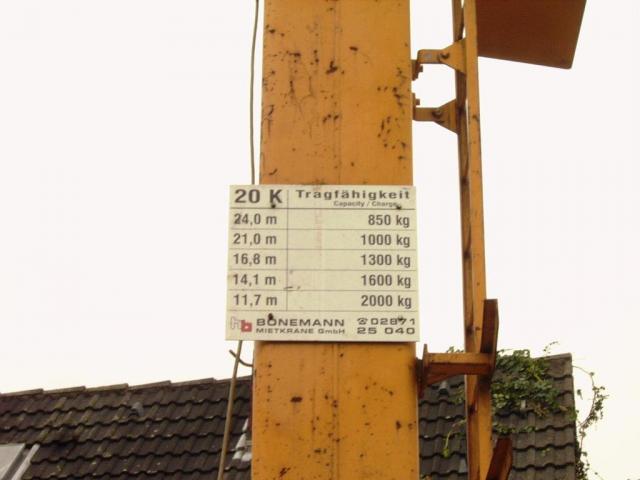 20 K Tragfähigkeit
Capacity / Charge
24,0 m 850 kg
21,0 m 1000 kg
16,8 m 1300 kg
14,1 m 1600 kg
11,7 m 2000 kg
hb BÖNEMANN ☎02871
MIETKRANE GmbH 25 040